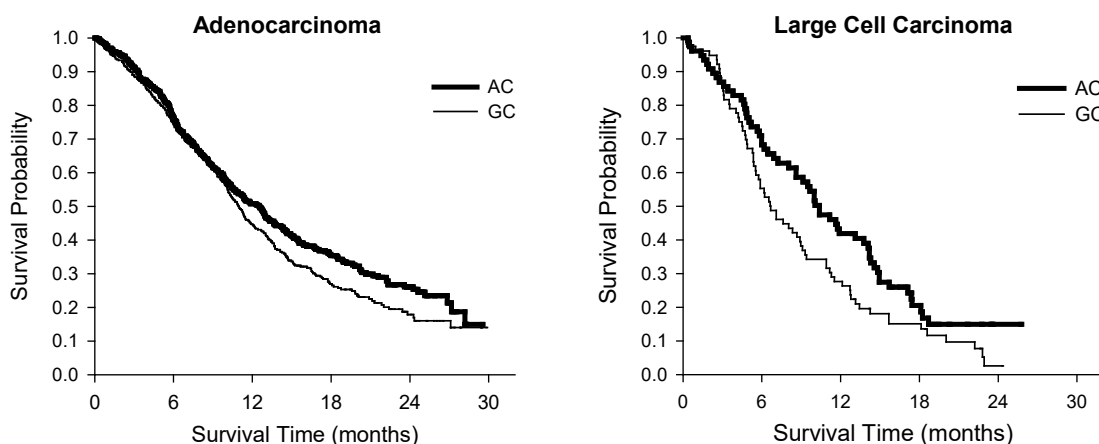 Adenocarcinoma
Survival Probability
1.0
0.9
0.8
0.7
0.6
0.5
0.4
0.3
0.2
0.1
0.0
AC
GC
0 6 12 18 24 30
Survival Time (months)
Large Cell Carcinoma
Survival Probability
1.0
0.9
0.8
0.7
0.6
0.5
0.4
0.3
0.2
0.1
0.0
AC
GC
0 6 12 18 24 30
Survival Time (months)